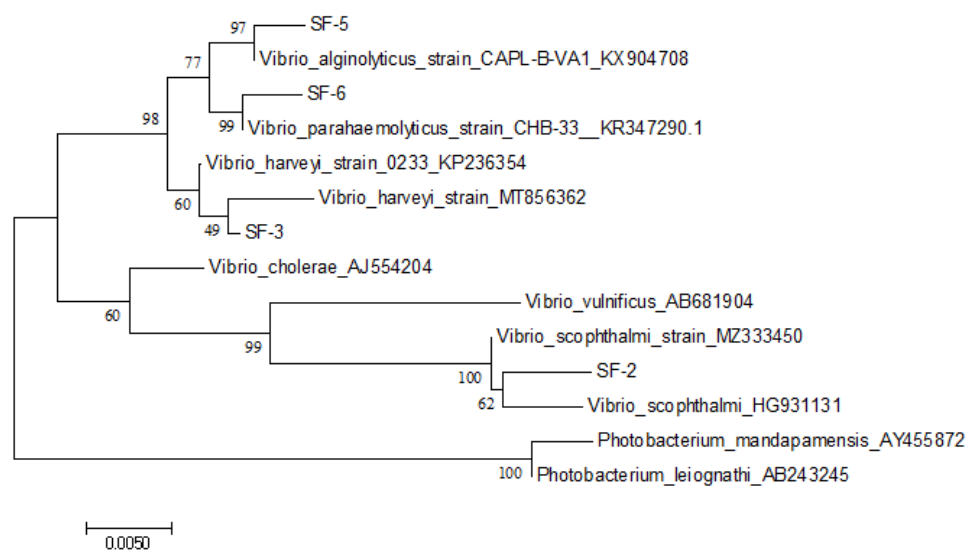 SF-5
97
Vibrio_alginolyticus_strain_CAPL-B-VA1_KX904708
77
SF-6
98
99
Vibrio_parahaemolyticus_strain_CHB-33__KR347290.1
Vibrio_harveyi_strain_0233_KP236354
60
Vibrio_harveyi_strain_MT856362
49
SF-3
Vibrio_cholerae_AJ554204
60
Vibrio_vulnificus_AB681904
99
Vibrio_scophthalmi_strain_MZ333450
100
SF-2
62
Vibrio_scophthalmi_HG931131
Photobacterium_mandapamensis_AY455872
100
Photobacterium_leiognathi_AB243245
0.0050